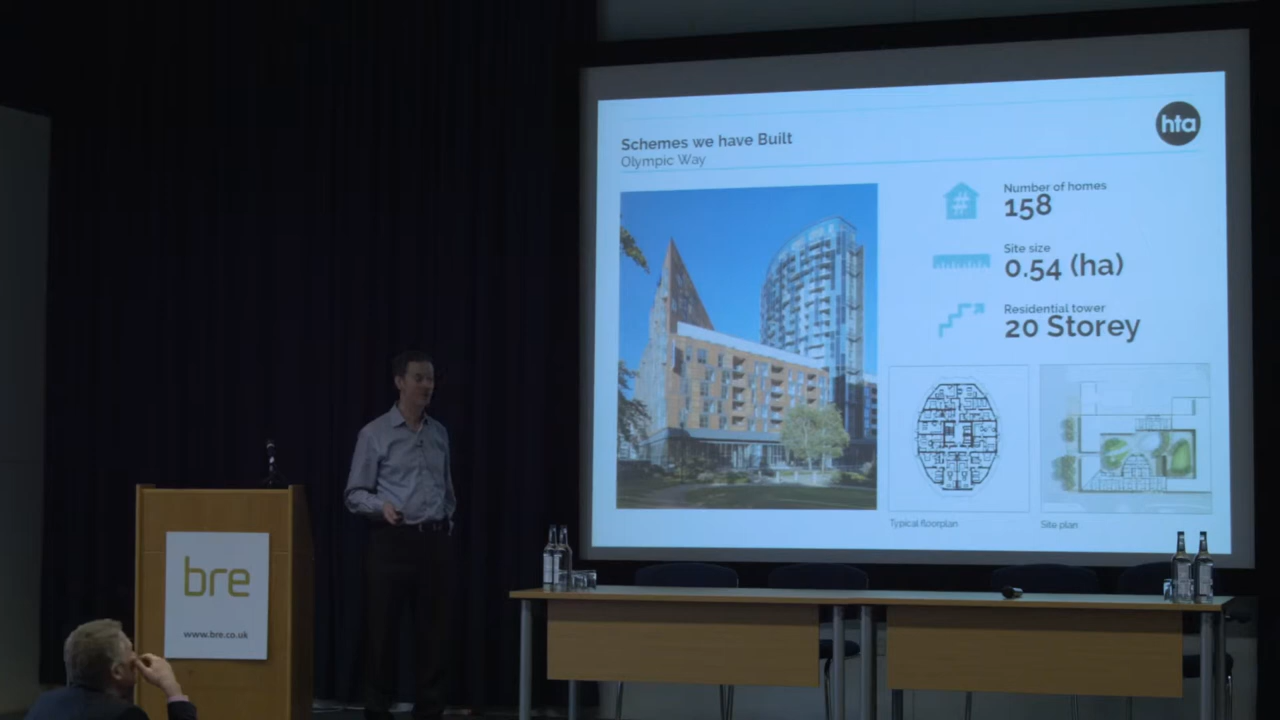 Schemes we have Built
Olympic Way
hta
Number of homes
158
Site size
0.54 (ha)
Residential tower
20 Storey
Typical floorplan
Site plan
bre
www.bre.co.uk